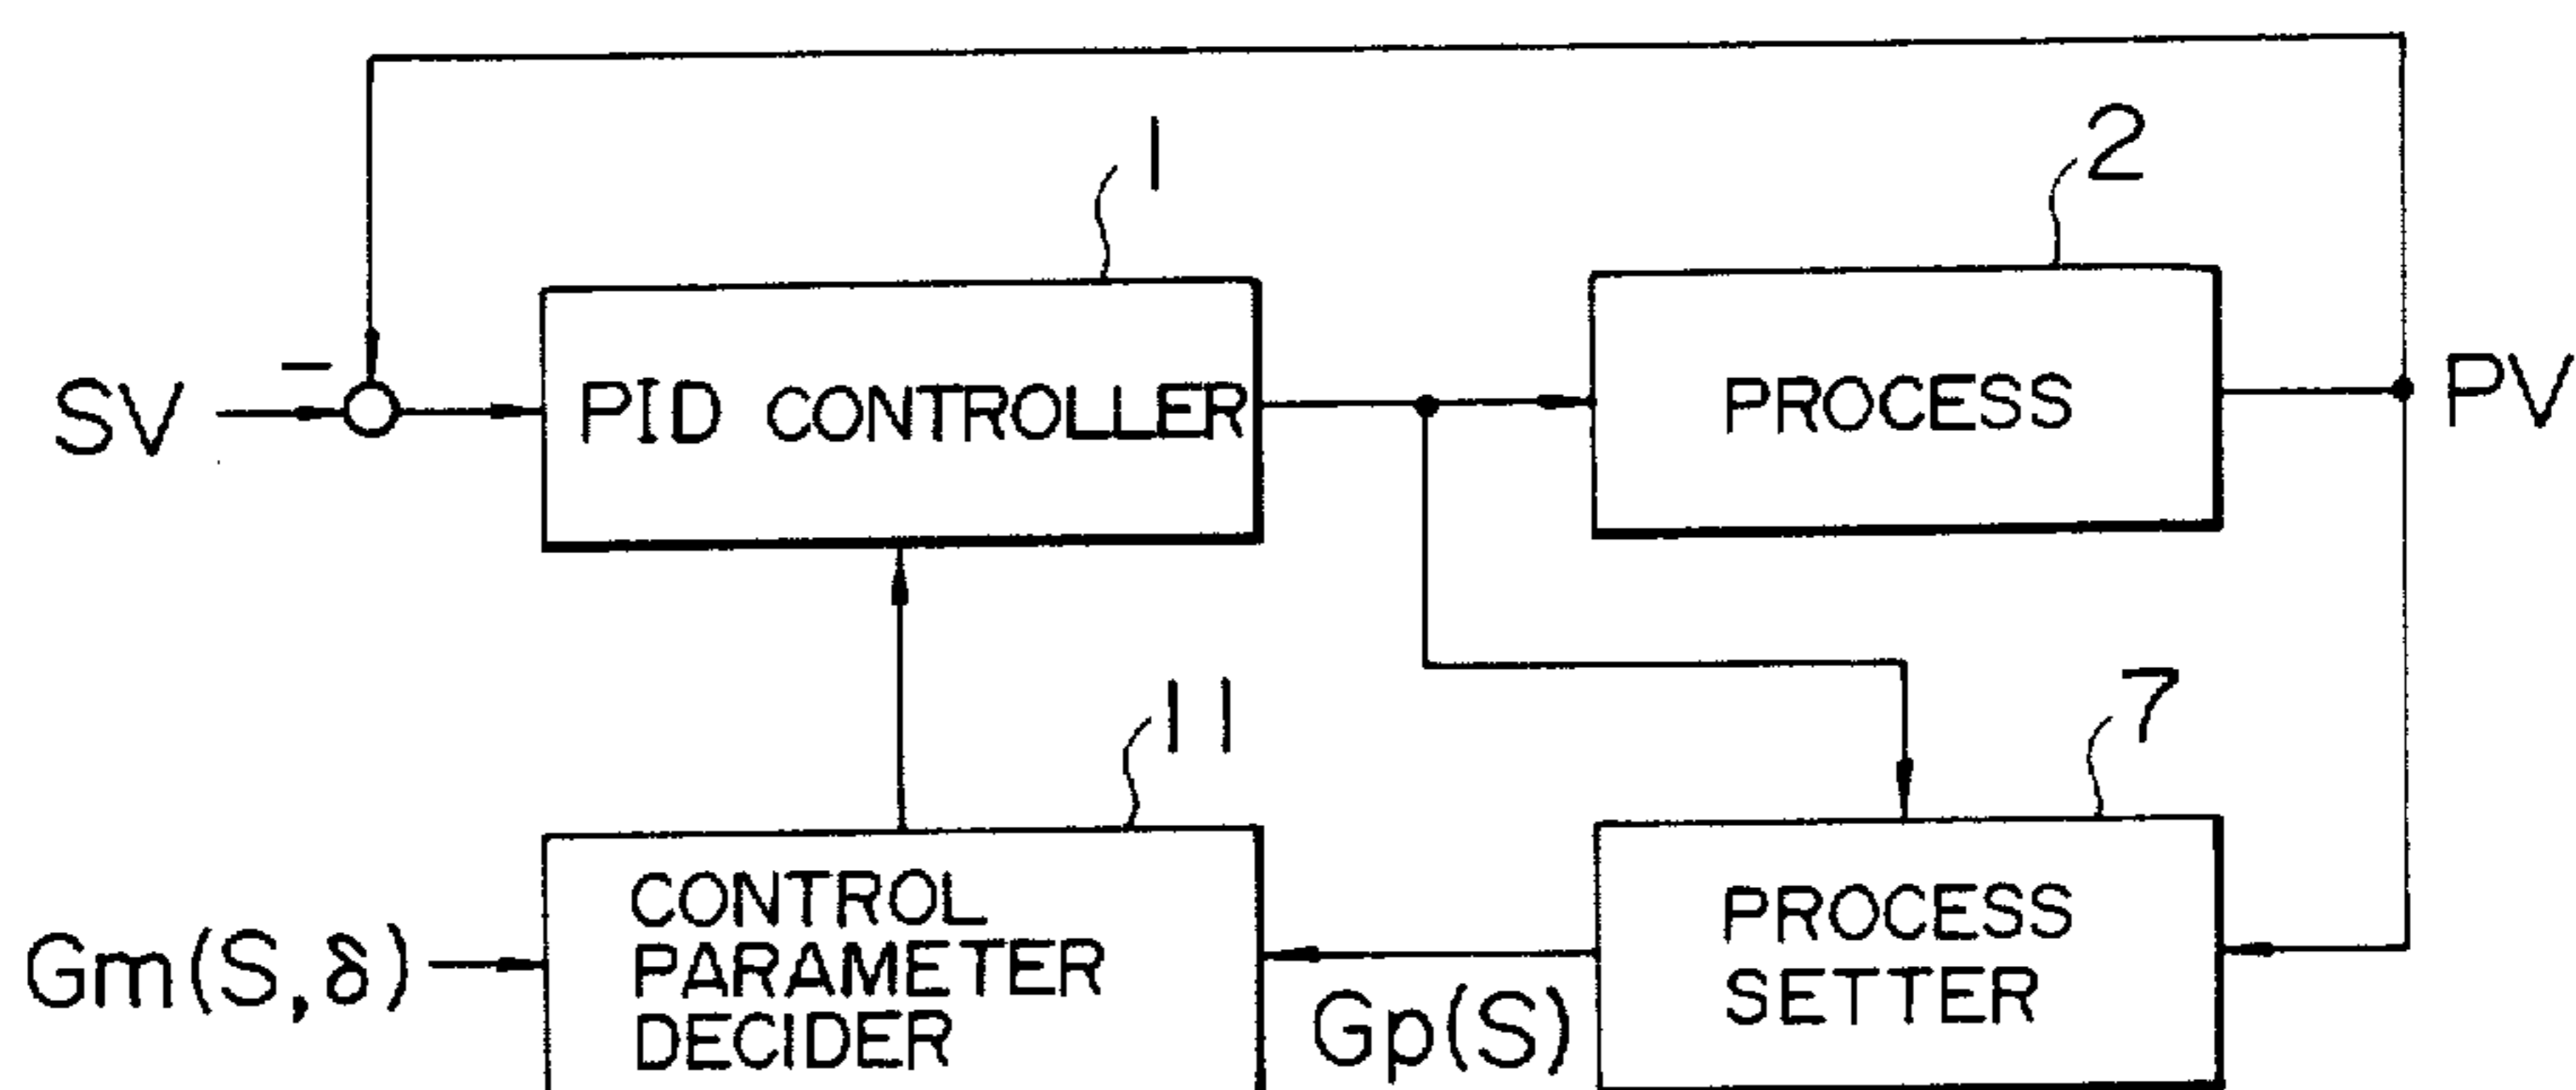 1
2
SV
-
PID CONTROLLER
PROCESS
PV
11
7
Gm(S,δ)
CONTROL
PARAMETER
DECIDER
Gp(S)
PROCESS
SETTER